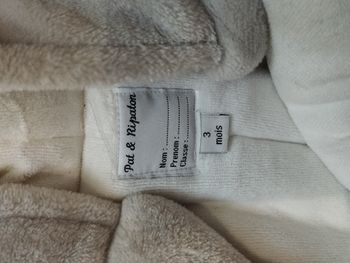 Pat & Ripaton
Nom : ....................
Prénom : ....................
Classe : ....................
3
mois